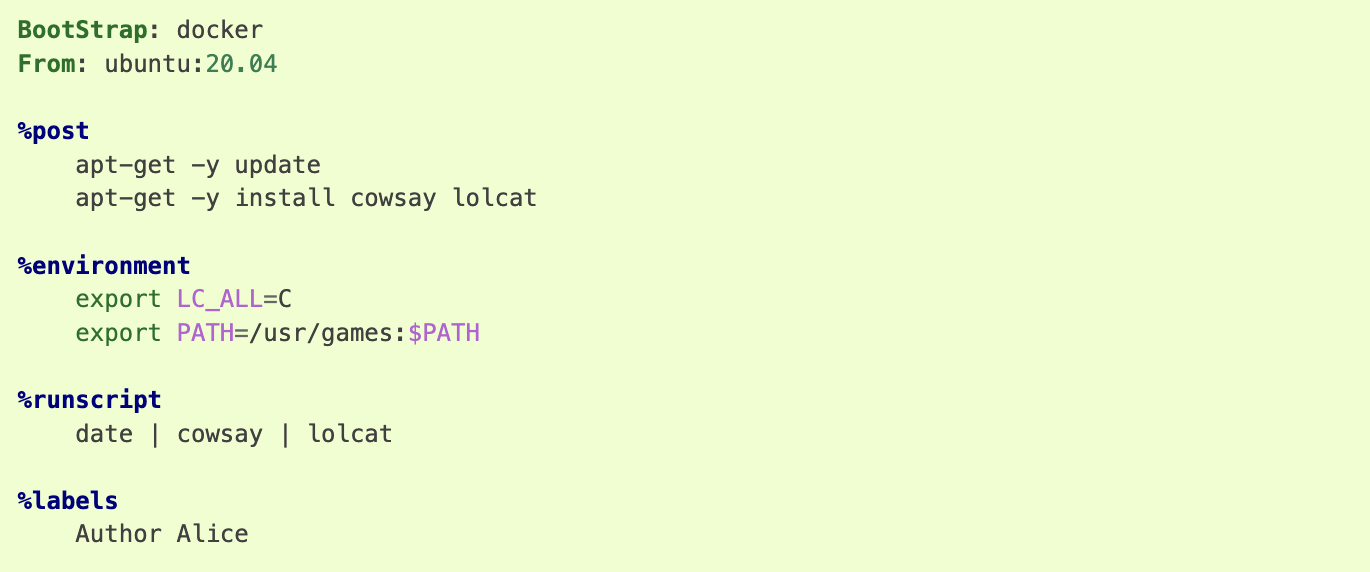 BootStrap: docker
From: ubuntu:20.04

%post
    apt-get -y update
    apt-get -y install cowsay lolcat

%environment
    export LC_ALL=C
    export PATH=/usr/games:$PATH

%runscript
    date | cowsay | lolcat

%labels
    Author Alice